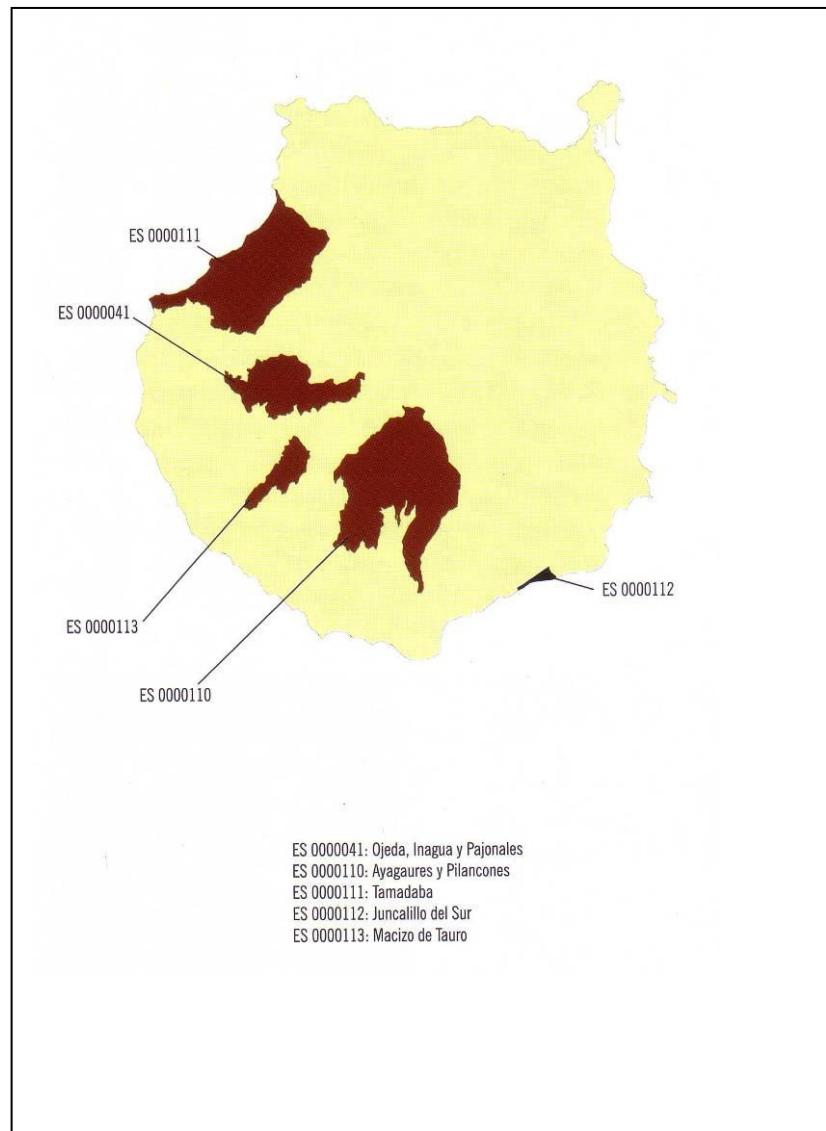 ES 0000111
ES 0000041
ES 0000112
ES 0000113
ES 0000110
ES 0000041: Ojeda, Inagua y Pajonales
ES 0000110: Ayagaures y Pilancones
ES 0000111: Tamadaba
ES 0000112: Juncalillo del Sur
ES 0000113: Macizo de Tauro